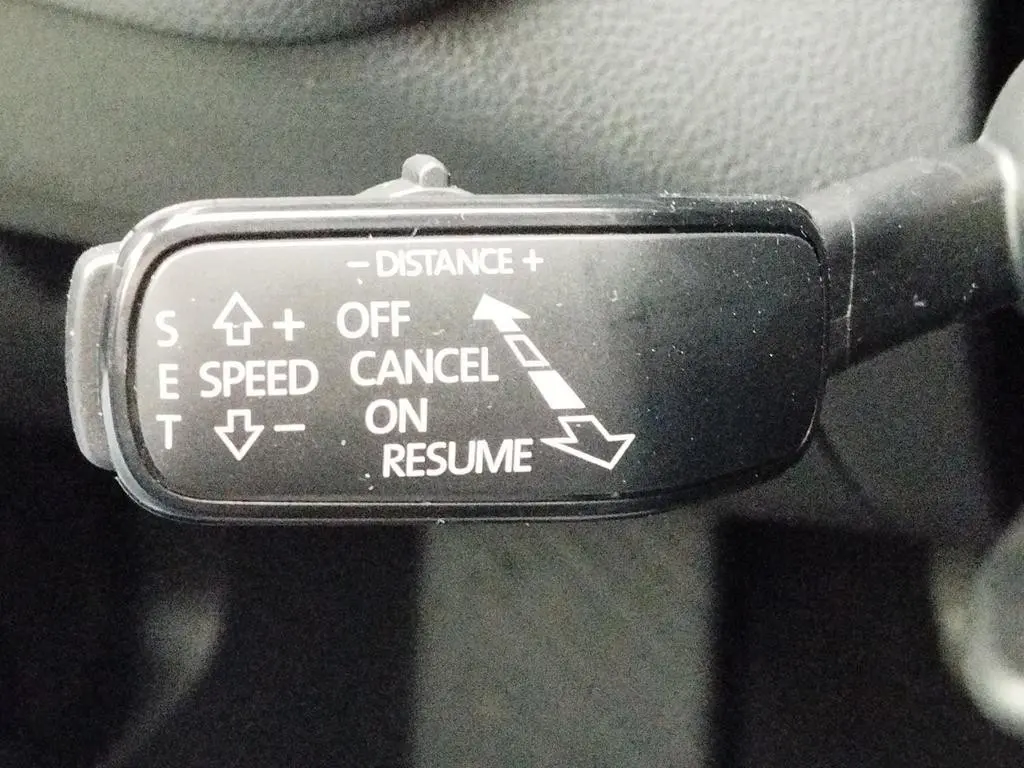 - DISTANCE +
S + OFF
E SPEED CANCEL
T - ON
RESUME